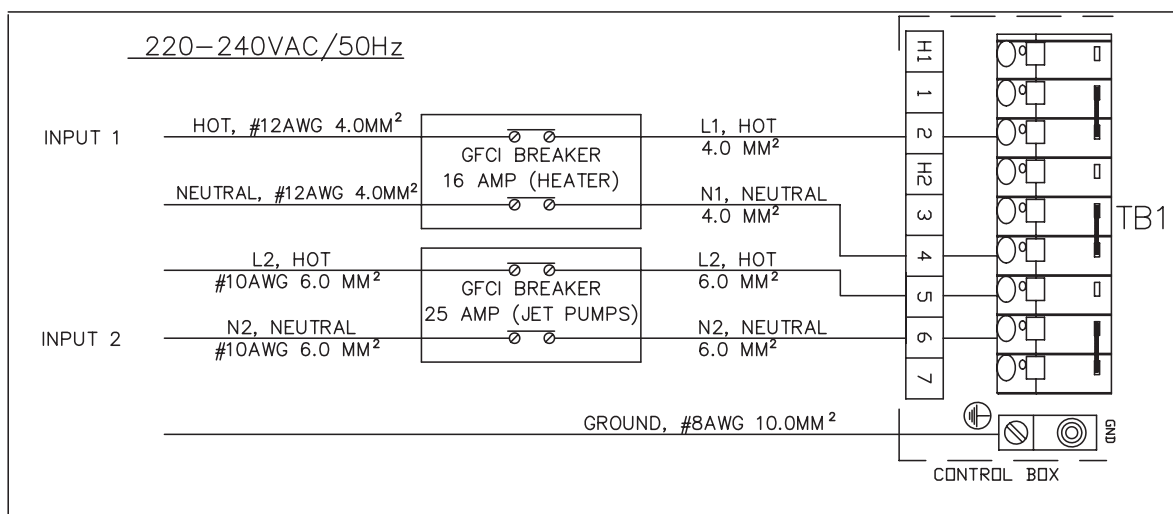 220-240VAC/50Hz
INPUT 1
HOT, #12AWG 4.0MM²
NEUTRAL, #12AWG 4.0MM²
GFCI BREAKER
16 AMP (HEATER)
L1, HOT
4.0 MM²
N1, NEUTRAL
4.0 MM²
L2, HOT
#10AWG 6.0 MM²
INPUT 2
N2, NEUTRAL
#10AWG 6.0 MM²
GFCI BREAKER
25 AMP (JET PUMPS)
L2, HOT
6.0 MM²
N2, NEUTRAL
6.0 MM²
GROUND, #8AWG 10.0MM²
H1
1
2
H2
3
4
5
6
7
TB1
GND
CONTROL BOX